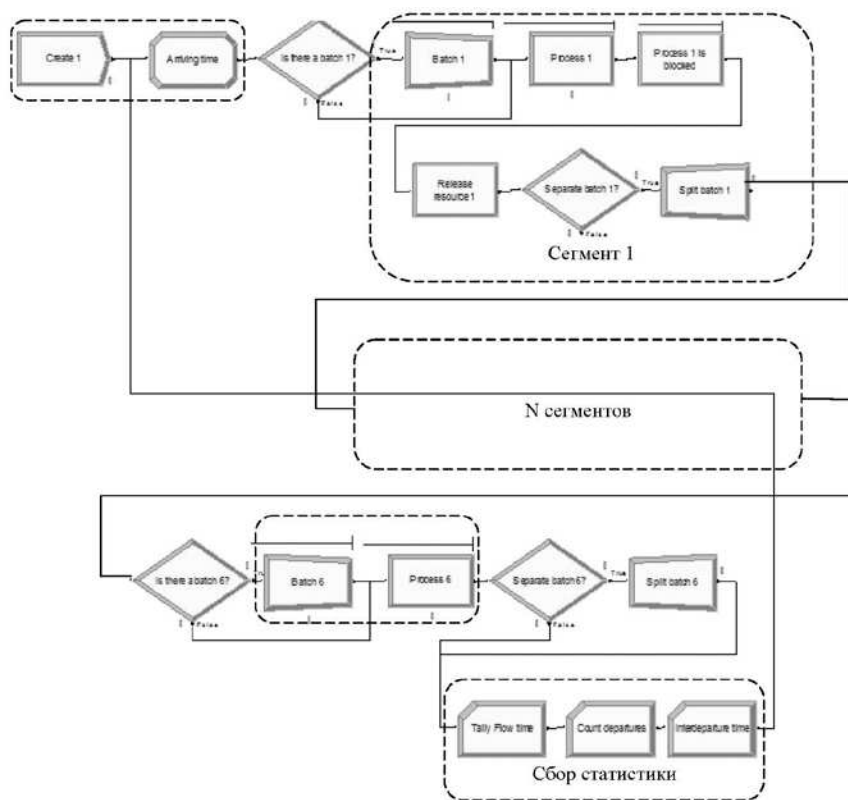 Create 1
Arriving time
Is there a batch 1?
True
False
Batch 1
Process 1
Process 1 is
blocked
Release
resource 1
Separate batch 1?
True
False
Split batch 1
Сегмент 1
N сегментов
Is there a batch 6?
False
Batch 6
Process 6
Separate batch 6?
True
False
Split batch 6
Tally Flow time
Count departures
Interdeparture time
Сбор статистики